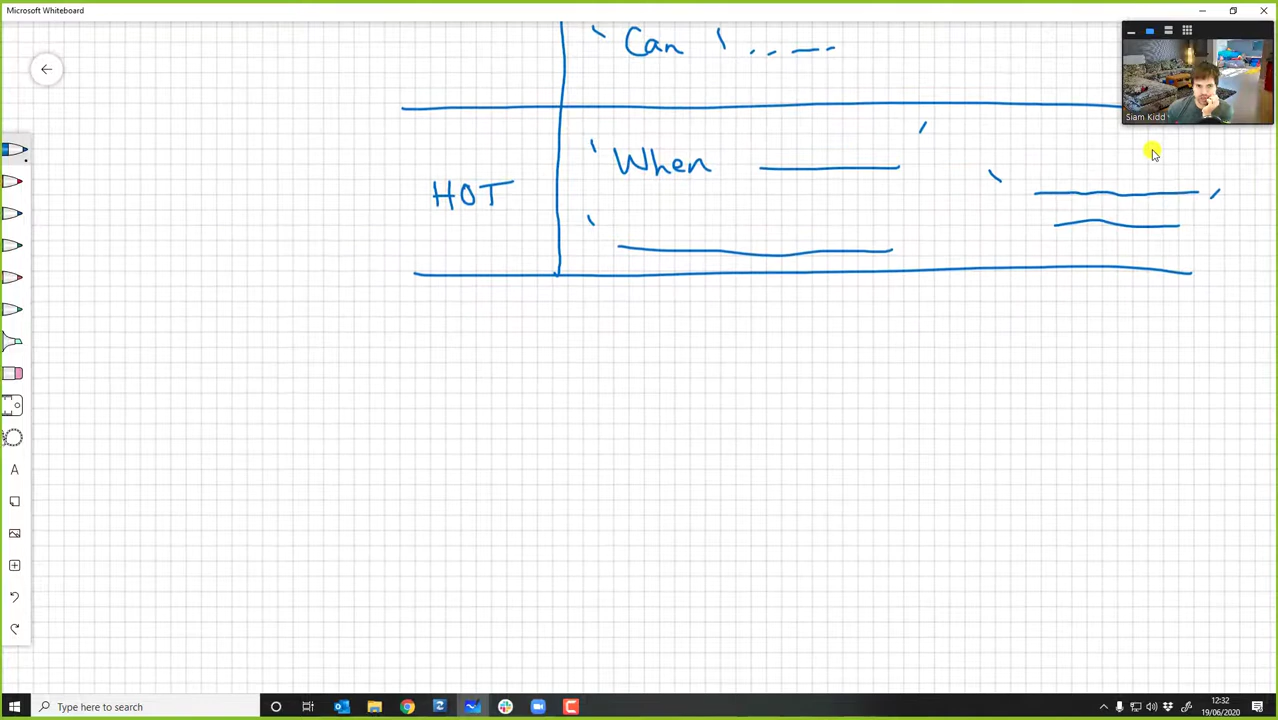 Microsoft Whiteboard
' Can I .. _ _
Siam Kidd
' When '
HOT
A
Type here to search
12:32
19/06/2020